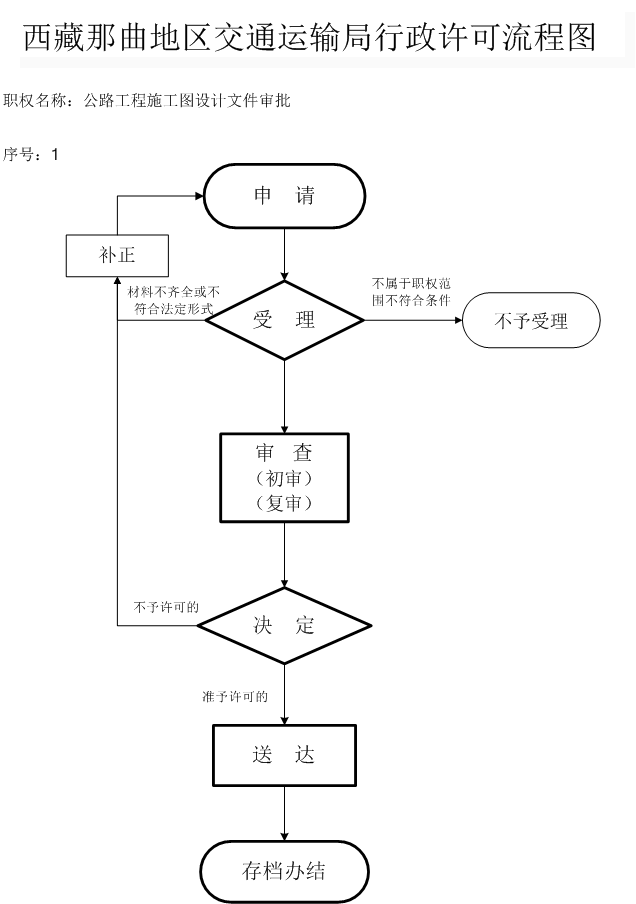 西藏那曲地区交通运输局行政许可流程图
职权名称：公路工程施工图设计文件审批
序号：1
申 请
补正
材料不齐全或不
符合法定形式
受 理
不属于职权范
围不符合条件
不予受理
审 查
（初审）
（复审）
不予许可的
决 定
准予许可的
送 达
存档办结